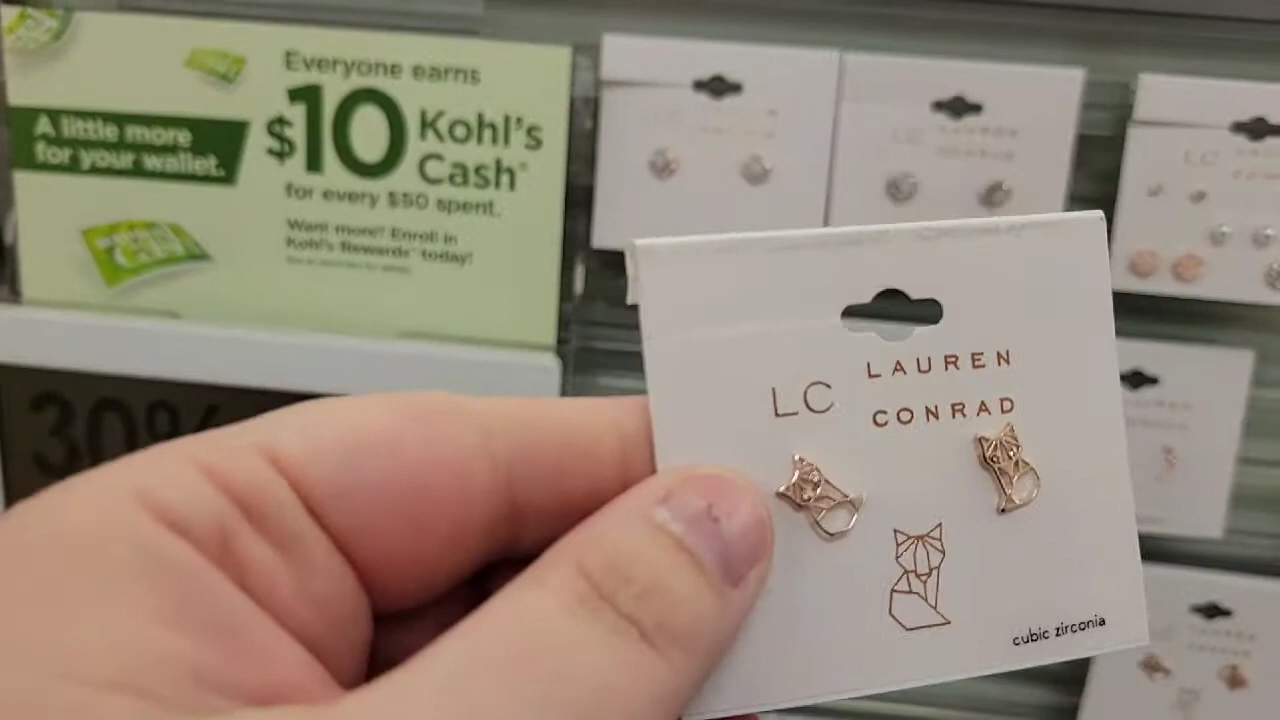 A little more
for your wallet.
Everyone earns
$10 Kohl's
Cash*
for every $50 spent.
Want more? Enroll in
Kohl's Rewards® today!
30%
LC LAUREN
CONRAD
cubic zirconia